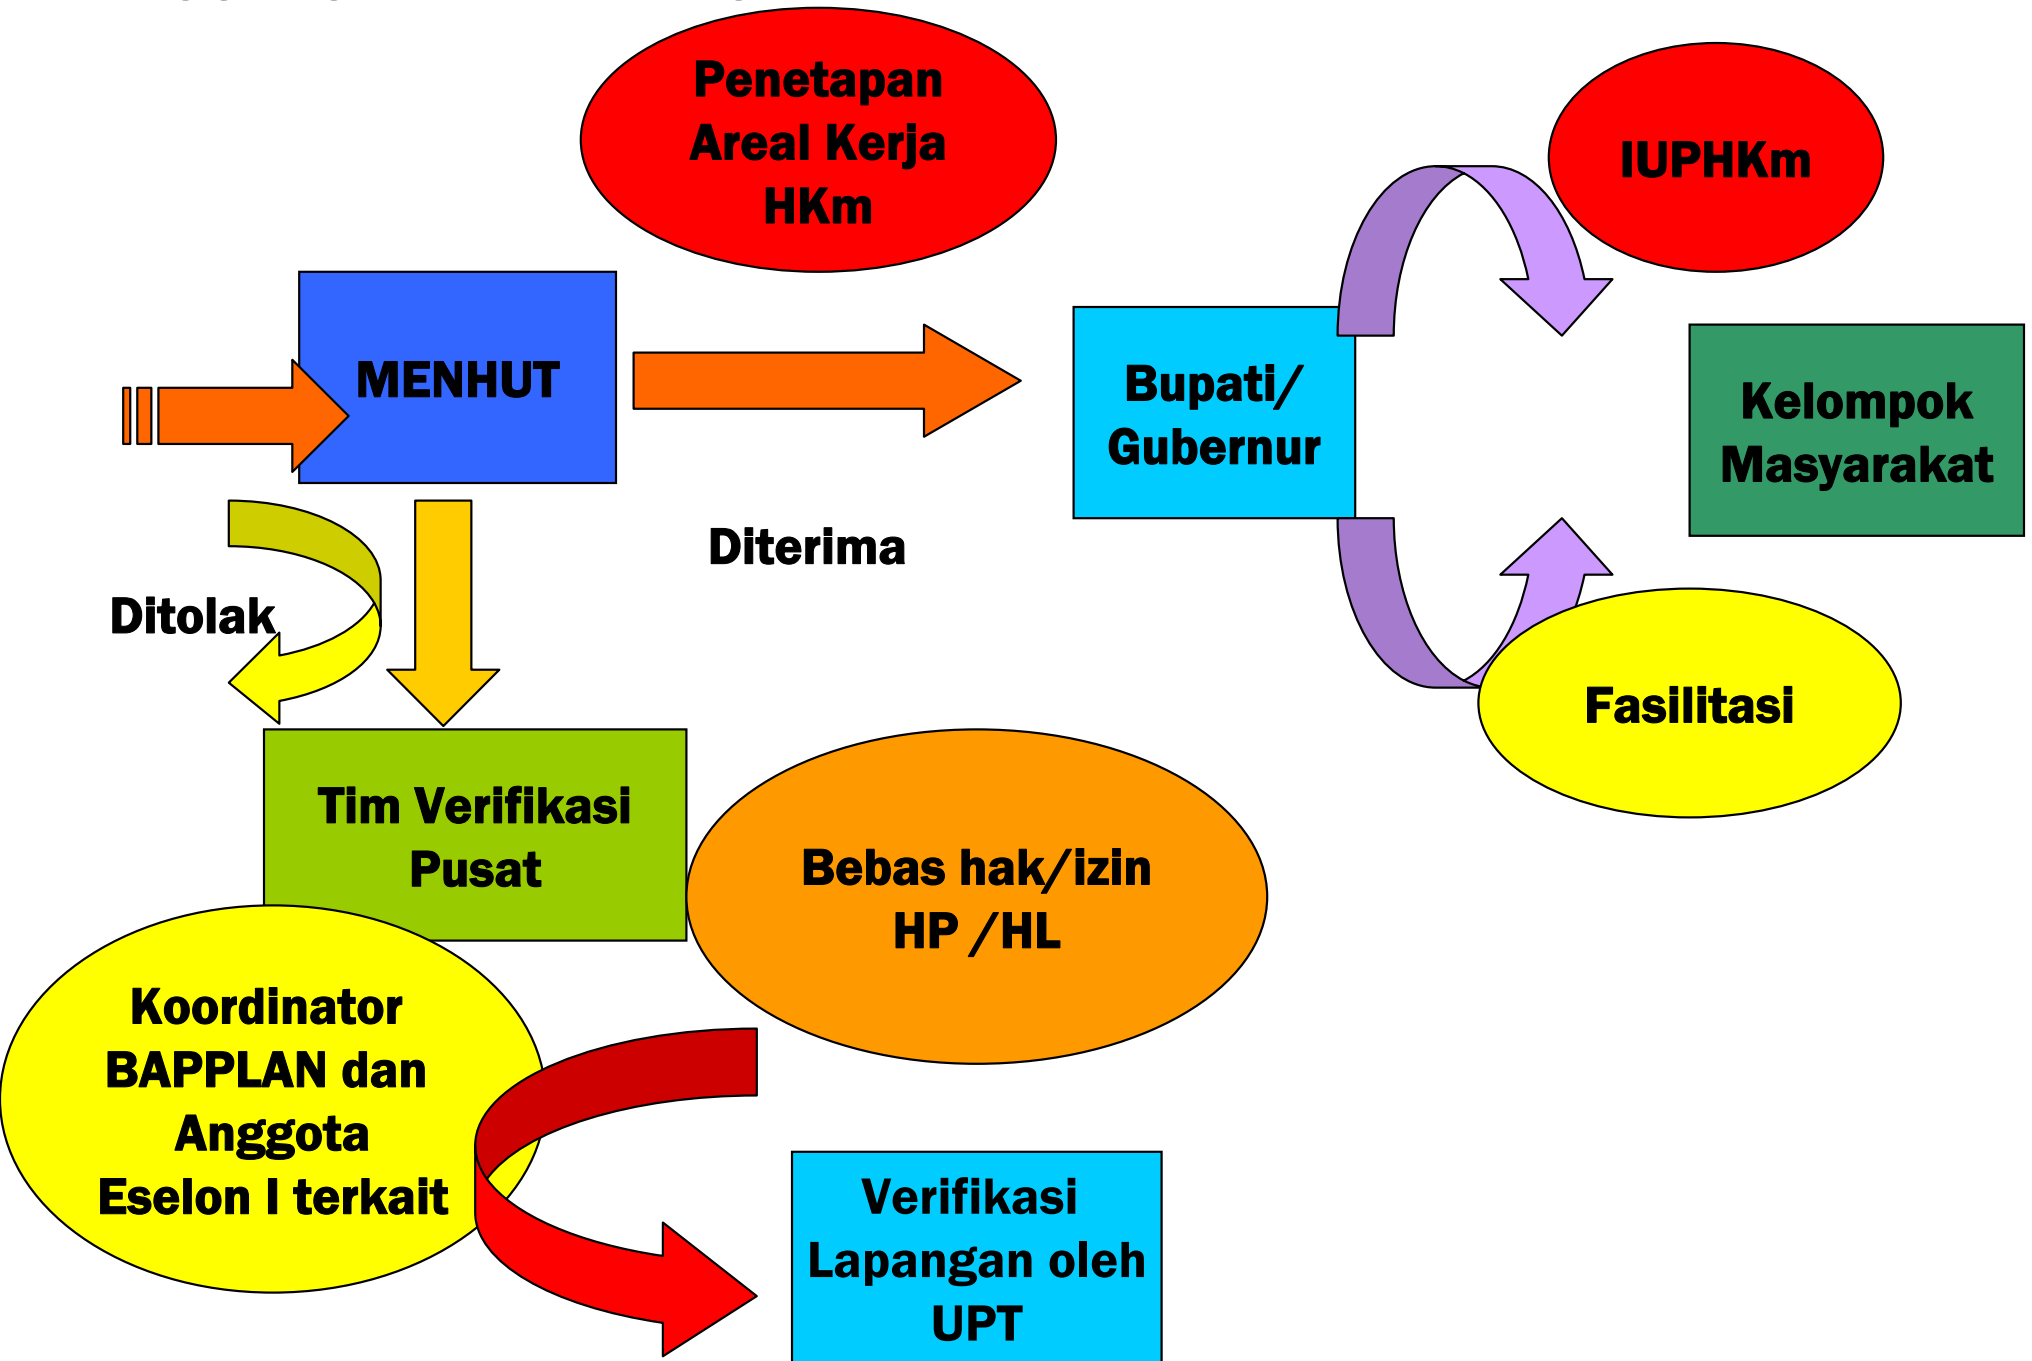 Penetapan
Areal Kerja
HKm
IUPHKm
MENHUT
Bupati/
Gubernur
Kelompok
Masyarakat
Diterima
Ditolak
Fasilitasi
Tim Verifikasi
Pusat
Bebas hak/izin
HP /HL
Koordinator
BAPPLAN dan
Anggota
Eselon I terkait
Verifikasi
Lapangan oleh
UPT